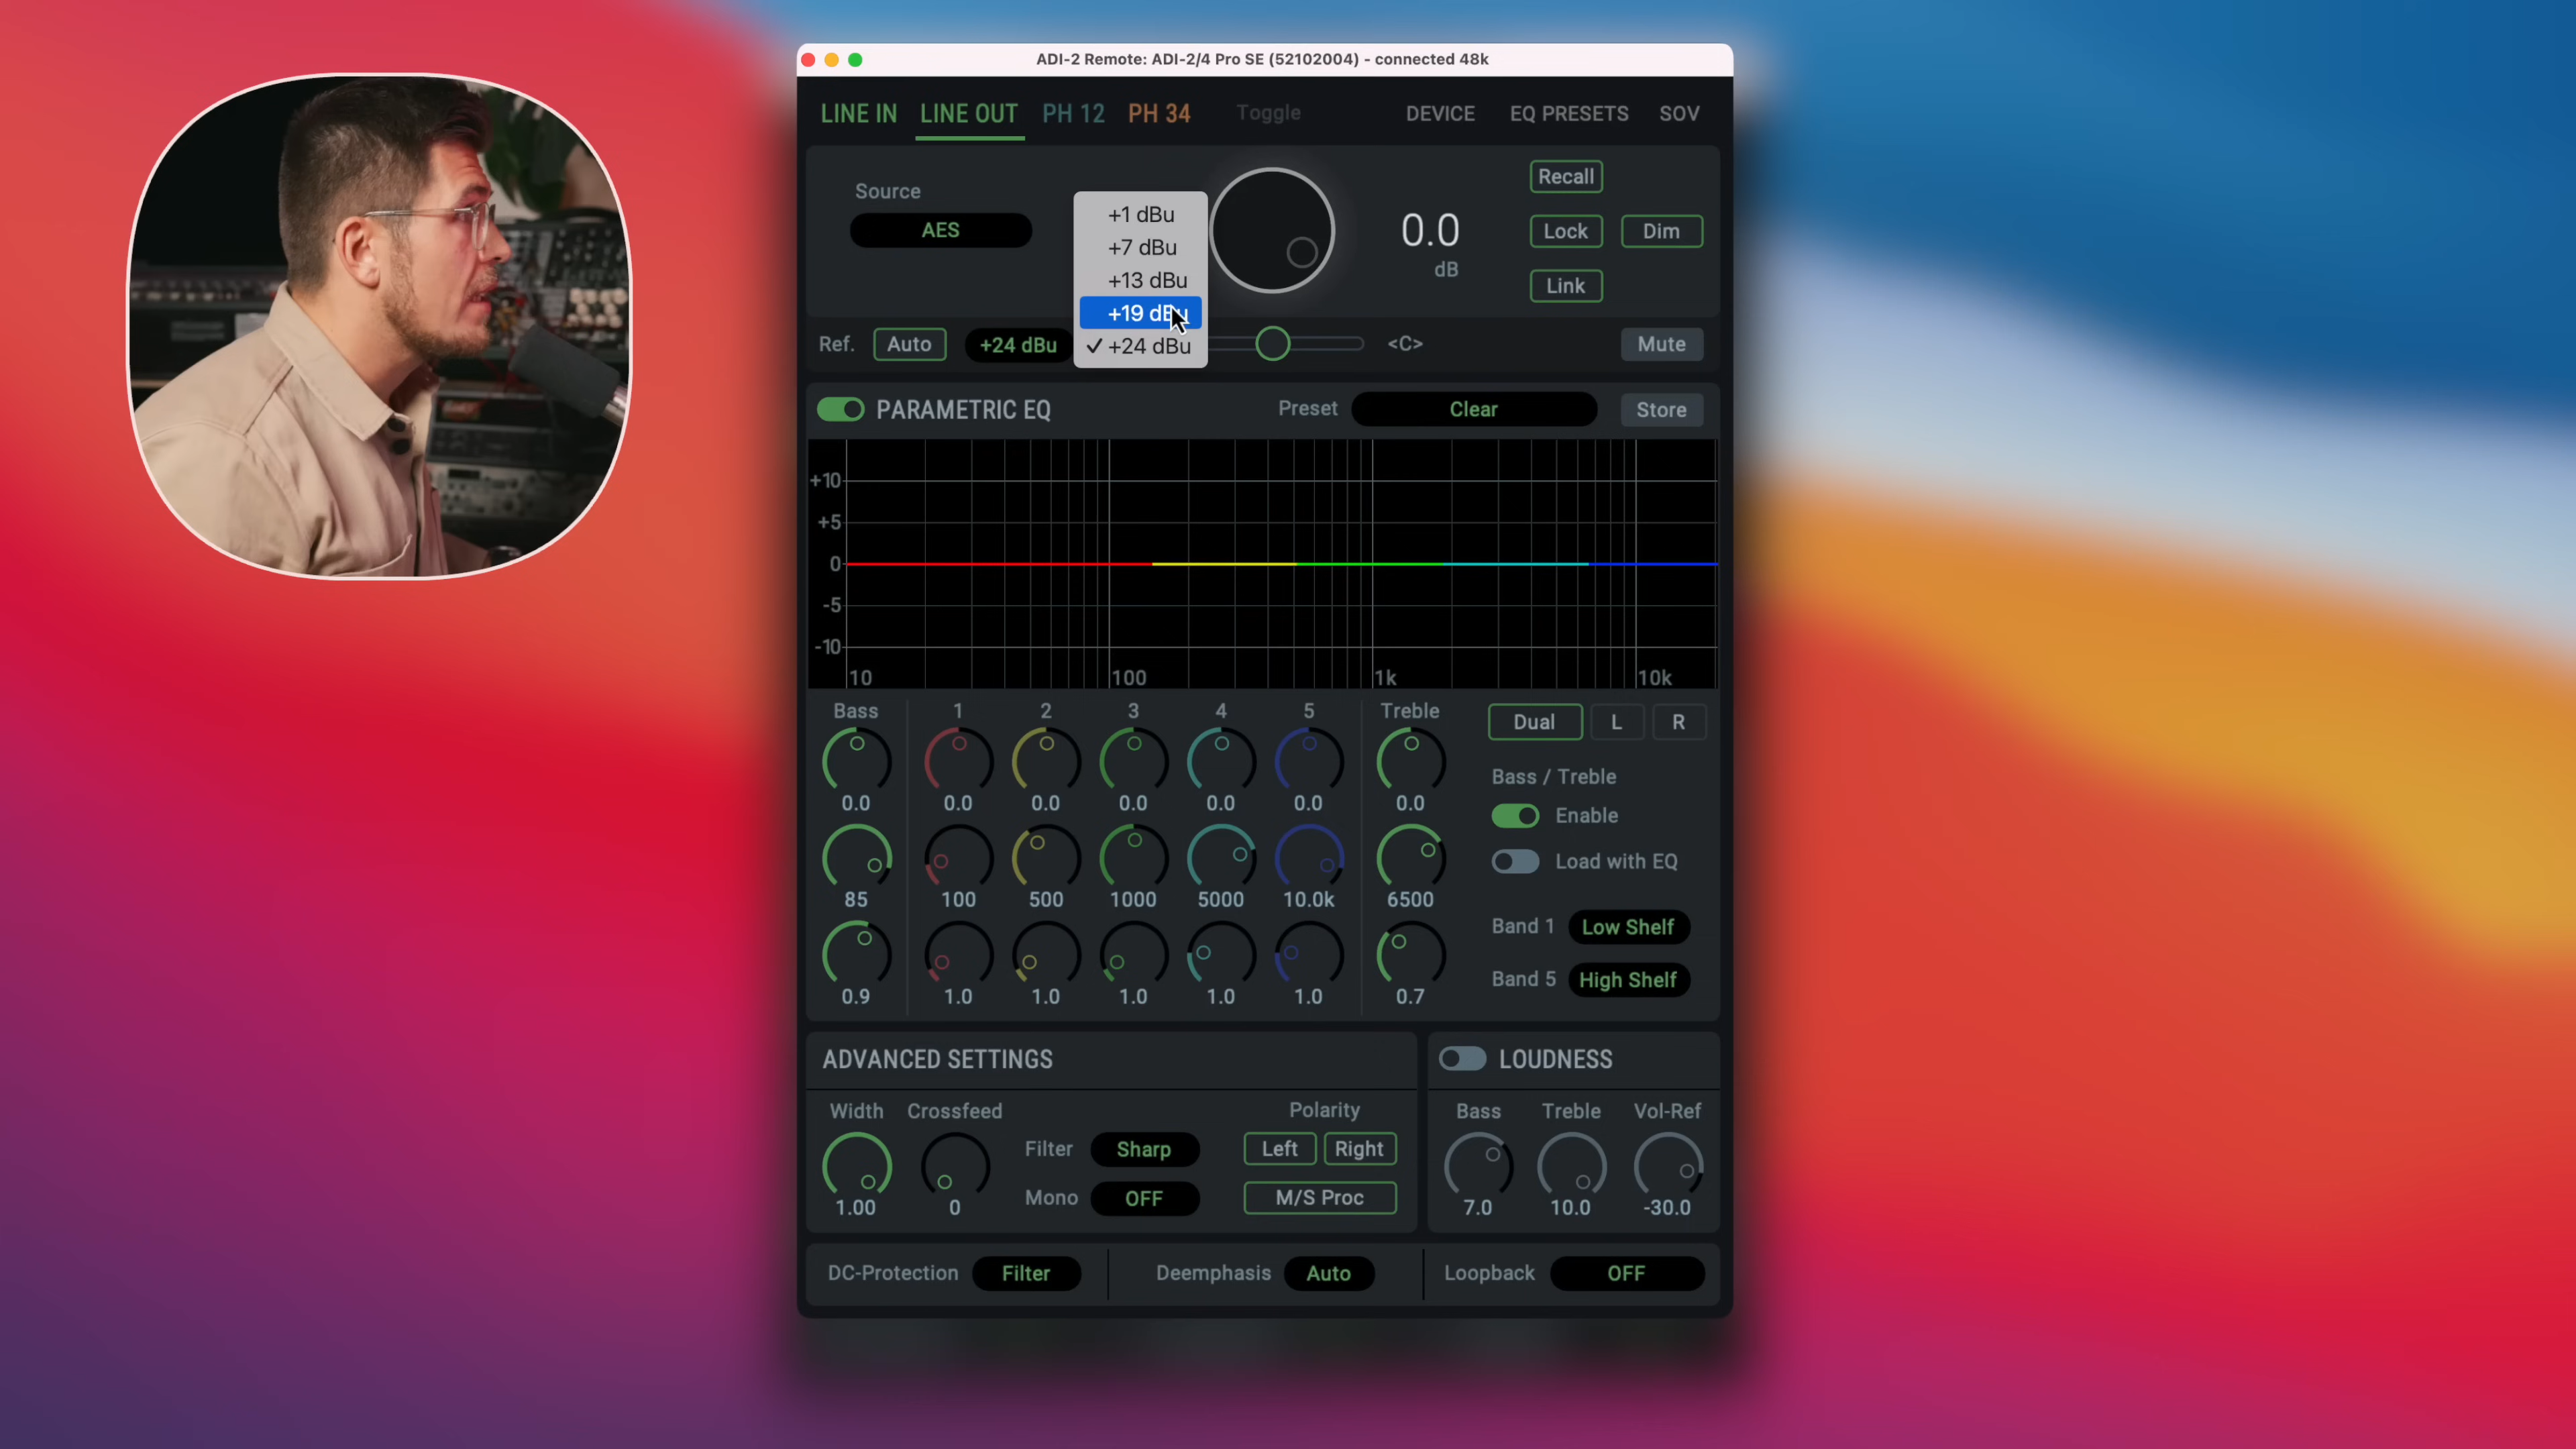 ADI-2 Remote: ADI-2/4 Pro SE (52102004) - connected 48k
LINE IN LINE OUT PH 12 PH 34 Toggle DEVICE EQ PRESETS SOV
Source
AES
+1 dBu
+7 dBu
+13 dBu
+19 dBu
✓ +24 dBu
0.0
dB
Recall
Lock Dim
Link
Ref. Auto +24 dBu <C> Mute
PARAMETRIC EQ Preset Clear Store
+10
+5
0
-5
-10
10 100 1k 10k
Bass 1 2 3 4 5 Treble
0.0 0.0 0.0 0.0 0.0 0.0 0.0
85 100 500 1000 5000 10.0k 6500
0.9 1.0 1.0 1.0 1.0 1.0 0.7
Dual L R
Bass / Treble
Enable
Load with EQ
Band 1 Low Shelf
Band 5 High Shelf
ADVANCED SETTINGS
Width Crossfeed
1.00 0
Filter Sharp
Mono OFF
Polarity
Left Right
M/S Proc
LOUDNESS
Bass Treble Vol-Ref
7.0 10.0 -30.0
DC-Protection Filter Deemphasis Auto Loopback OFF